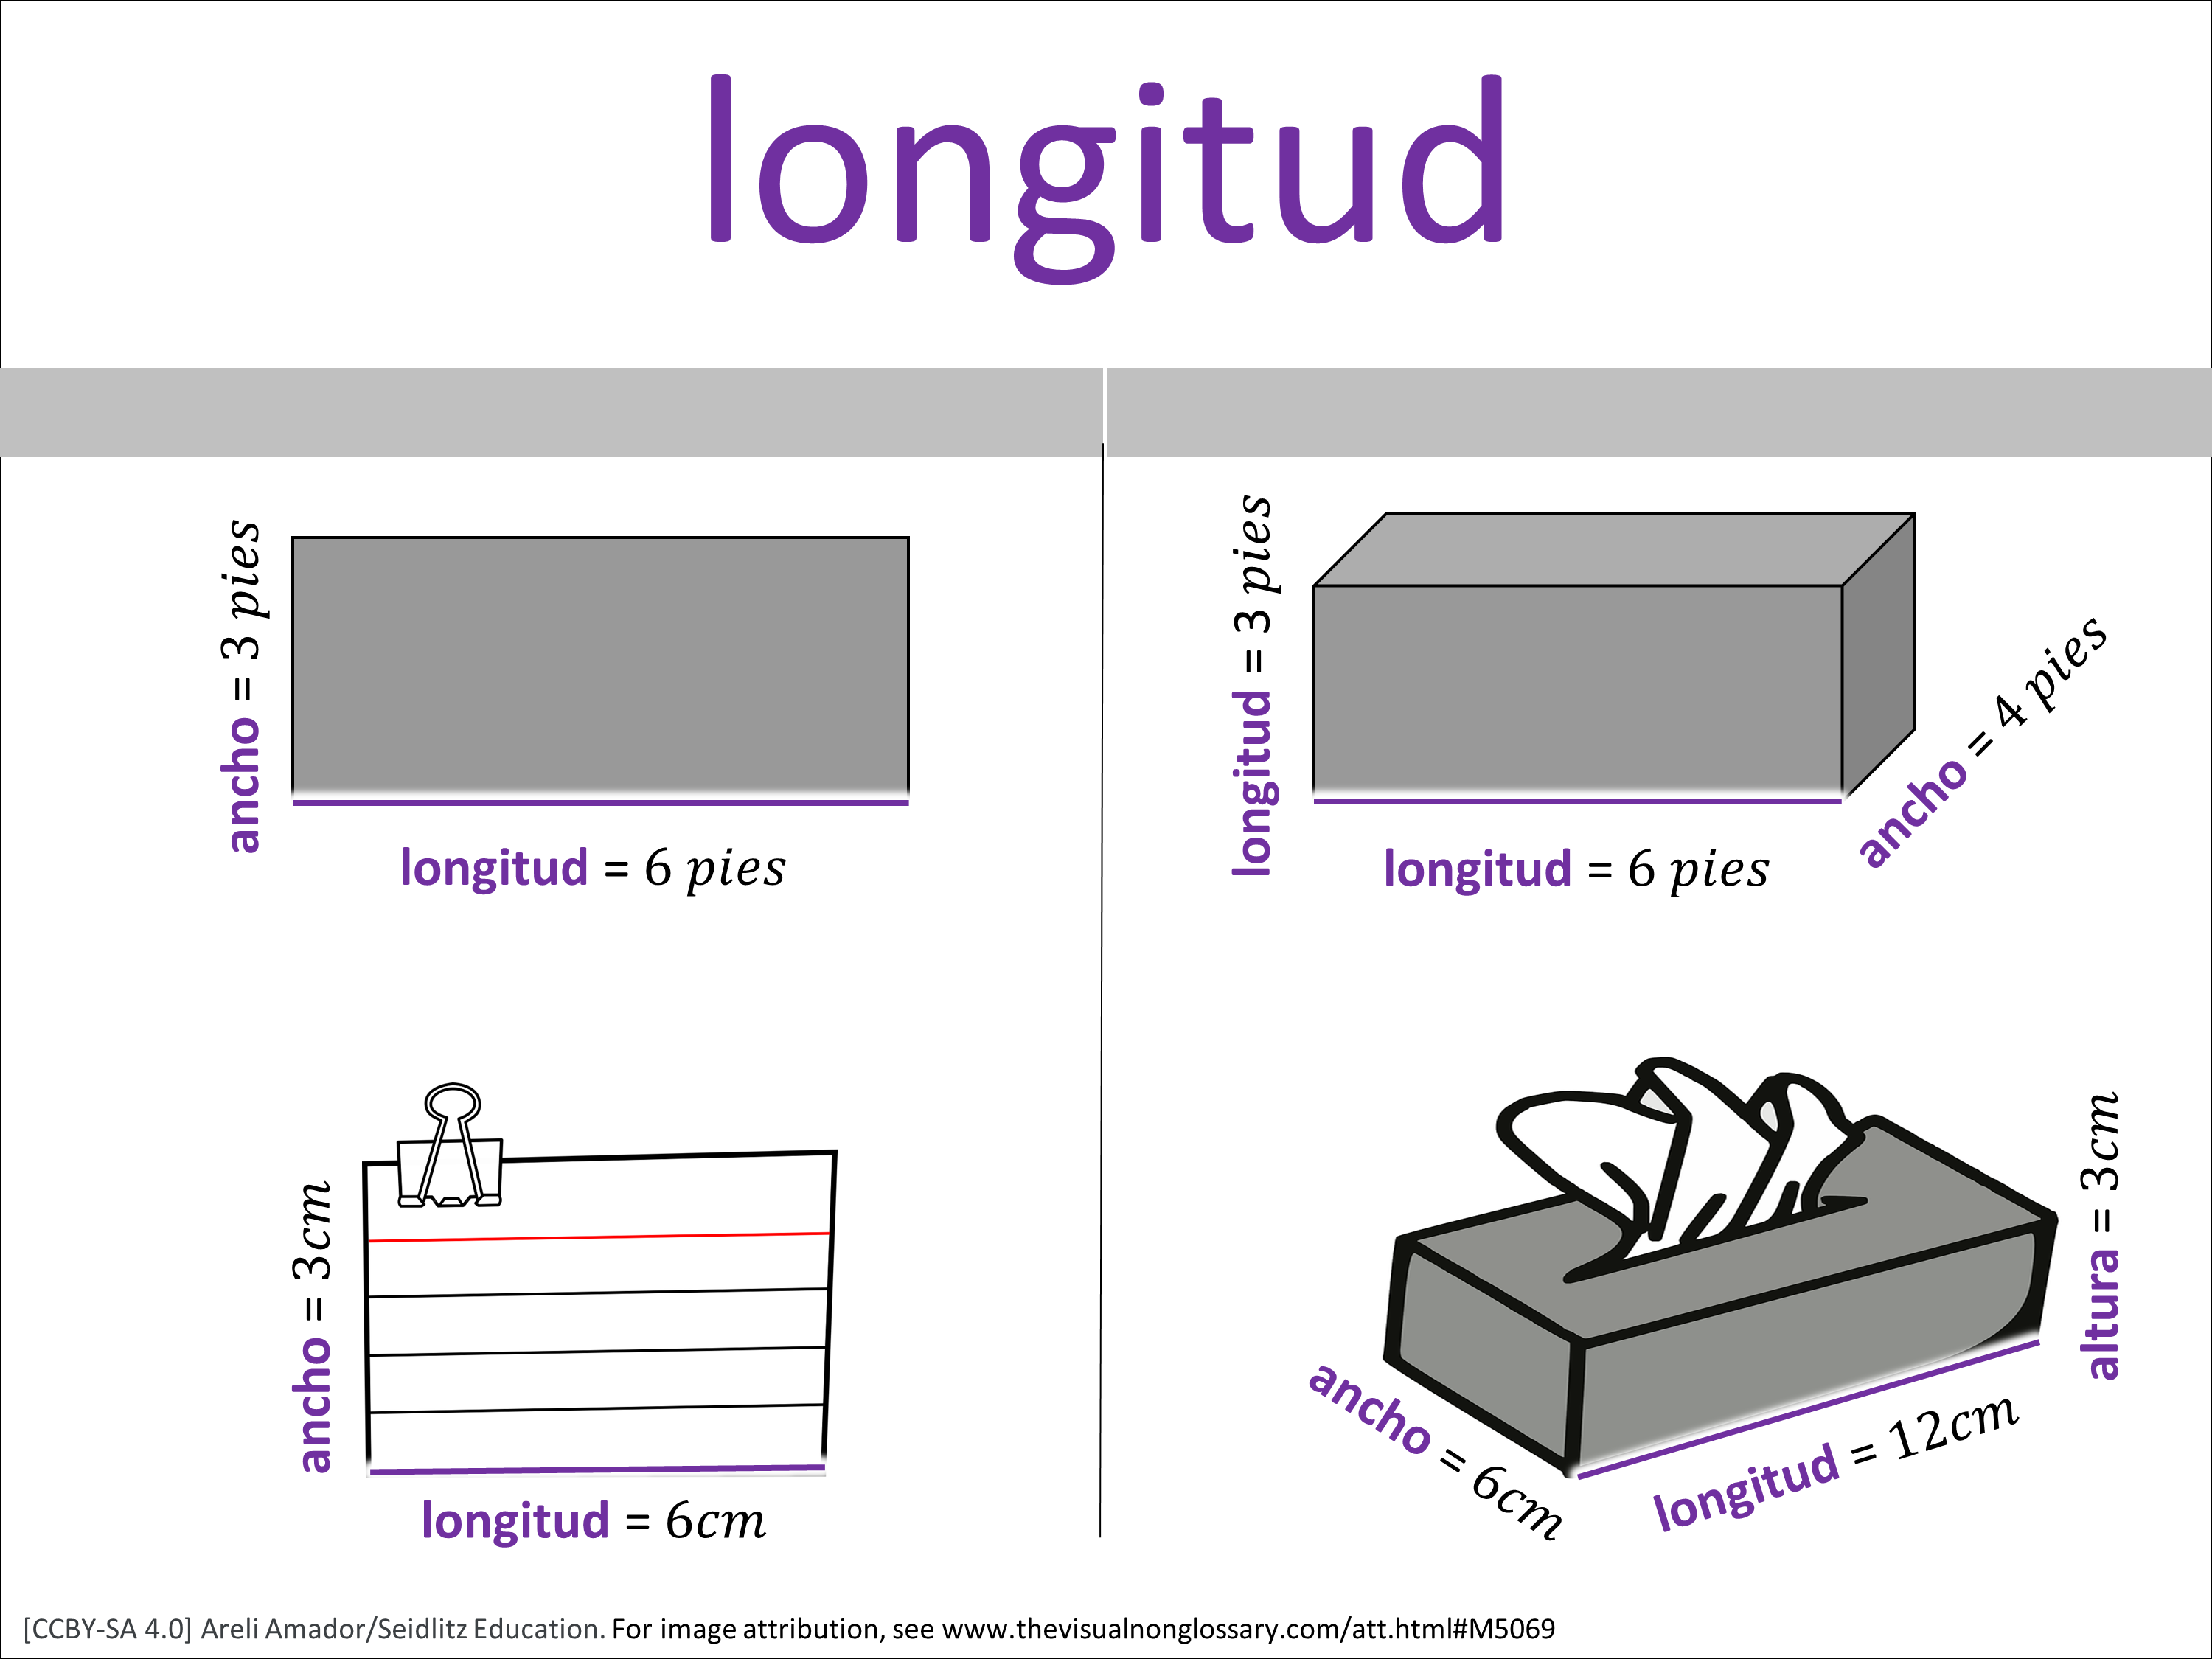 longitud
ancho = 3 pies
longitud = 6 pies
longitud = 3 pies
longitud = 6 pies
ancho = 4 pies
ancho = 3cm
longitud = 6cm
ancho = 6cm
longitud = 12cm
altura = 3cm
[CCBY-SA 4.0] Areli Amador/Seidlitz Education. For image attribution, see www.thevisualnonglossary.com/att.html#M5069